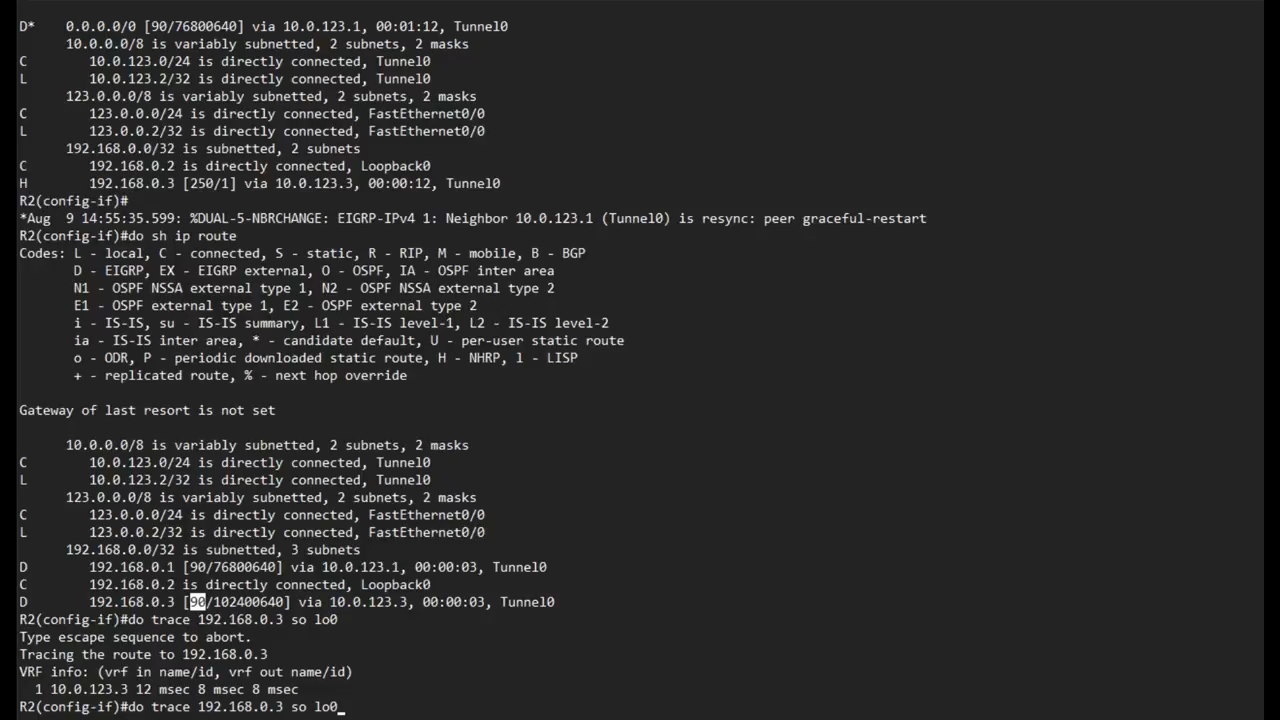 D*    0.0.0.0/0 [90/76800640] via 10.0.123.1, 00:01:12, Tunnel0
      10.0.0.0/8 is variably subnetted, 2 subnets, 2 masks
C        10.0.123.0/24 is directly connected, Tunnel0
L        10.0.123.2/32 is directly connected, Tunnel0
      123.0.0.0/8 is variably subnetted, 2 subnets, 2 masks
C        123.0.0.0/24 is directly connected, FastEthernet0/0
L        123.0.0.2/32 is directly connected, FastEthernet0/0
      192.168.0.0/32 is subnetted, 2 subnets
C        192.168.0.2 is directly connected, Loopback0
H        192.168.0.3 [250/1] via 10.0.123.3, 00:00:12, Tunnel0
R2(config-if)#
*Aug  9 14:55:35.599: %DUAL-5-NBRCHANGE: EIGRP-IPv4 1: Neighbor 10.0.123.1 (Tunnel0) is resync: peer graceful-restart
R2(config-if)#do sh ip route
Codes: L - local, C - connected, S - static, R - RIP, M - mobile, B - BGP
       D - EIGRP, EX - EIGRP external, O - OSPF, IA - OSPF inter area
       N1 - OSPF NSSA external type 1, N2 - OSPF NSSA external type 2
       E1 - OSPF external type 1, E2 - OSPF external type 2
       i - IS-IS, su - IS-IS summary, L1 - IS-IS level-1, L2 - IS-IS level-2
       ia - IS-IS inter area, * - candidate default, U - per-user static route
       o - ODR, P - periodic downloaded static route, H - NHRP, l - LISP
       + - replicated route, % - next hop override
Gateway of last resort is not set
      10.0.0.0/8 is variably subnetted, 2 subnets, 2 masks
C        10.0.123.0/24 is directly connected, Tunnel0
L        10.0.123.2/32 is directly connected, Tunnel0
      123.0.0.0/8 is variably subnetted, 2 subnets, 2 masks
C        123.0.0.0/24 is directly connected, FastEthernet0/0
L        123.0.0.2/32 is directly connected, FastEthernet0/0
      192.168.0.0/32 is subnetted, 3 subnets
D        192.168.0.1 [90/76800640] via 10.0.123.1, 00:00:03, Tunnel0
C        192.168.0.2 is directly connected, Loopback0
D        192.168.0.3 [90/102400640] via 10.0.123.3, 00:00:03, Tunnel0
R2(config-if)#do trace 192.168.0.3 so lo0
Type escape sequence to abort.
Tracing the route to 192.168.0.3
VRF info: (vrf in name/id, vrf out name/id)
  1 10.0.123.3 12 msec 8 msec 8 msec
R2(config-if)#do trace 192.168.0.3 so lo0_